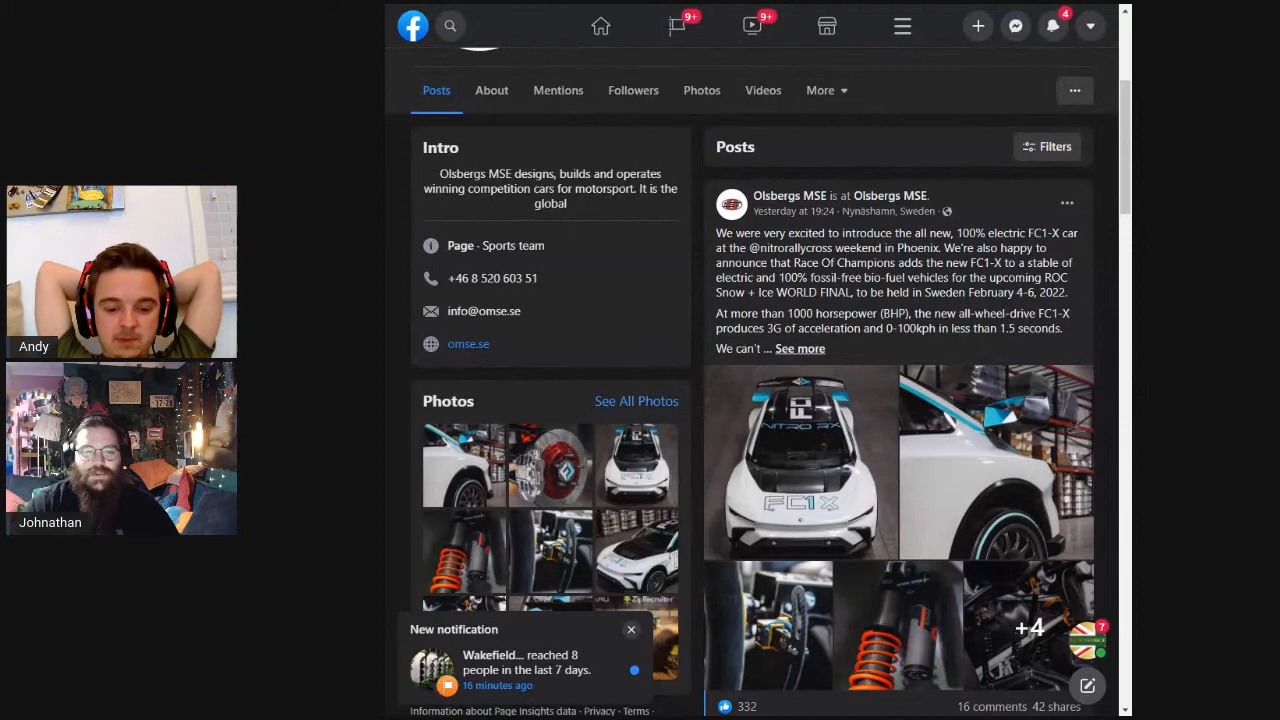 9+
9+
4
Posts
About
Mentions
Followers
Photos
Videos
More
Intro
Olsbergs MSE designs, builds and operates
winning competition cars for motorsport. It is the
global
Page · Sports team
+46 8 520 603 51
info@omse.se
omse.se
Photos
See All Photos
Posts
Filters
Olsbergs MSE is at Olsbergs MSE.
Yesterday at 19:24 · Nynäshamn, Sweden ·
We were very excited to introduce the all new, 100% electric FC1-X car
at the @nitrorallycross weekend in Phoenix. We're also happy to
announce that Race Of Champions adds the new FC1-X to a stable of
electric and 100% fossil-free bio-fuel vehicles for the upcoming ROC
Snow + Ice WORLD FINAL, to be held in Sweden February 4-6, 2022.
At more than 1000 horsepower (BHP), the new all-wheel-drive FC1-X
produces 3G of acceleration and 0-100kph in less than 1.5 seconds.
We can't ... See more
FC1
NITRO RX
FC1X
+4
7
332
16 comments 42 shares
ZipRecruiter
New notification
Wakefield... reached 8
people in the last 7 days.
16 minutes ago
Information about Page Insights data · Privacy · Terms ·
Andy
Johnathan
37-28